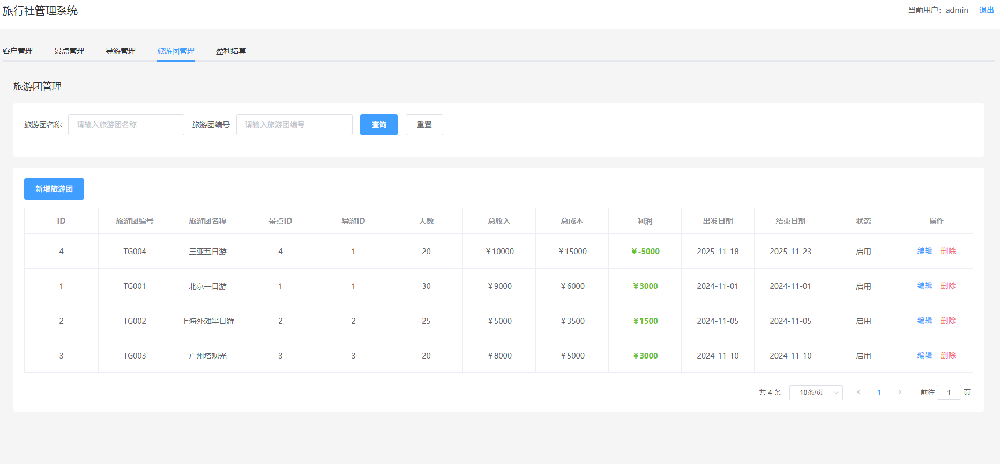 旅行社管理系统
当前用户：admin 退出
客户管理 景点管理 导游管理 旅游团管理 盈利结算
旅游团管理
旅游团名称 请输入旅游团名称 旅游团编号 请输入旅游团编号 查询 重置
新增旅游团
ID 旅游团编号 旅游团名称 景点ID 导游ID 人数 总收入 总成本 利润 出发日期 结束日期 状态 操作
4 TG004 三亚五日游 4 1 20 ¥10000 ¥15000 ¥-5000 2025-11-18 2025-11-23 启用 编辑 删除
1 TG001 北京一日游 1 1 30 ¥9000 ¥6000 ¥3000 2024-11-01 2024-11-01 启用 编辑 删除
2 TG002 上海外滩半日游 2 2 25 ¥5000 ¥3500 ¥1500 2024-11-05 2024-11-05 启用 编辑 删除
3 TG003 广州塔观光 3 3 20 ¥8000 ¥5000 ¥3000 2024-11-10 2024-11-10 启用 编辑 删除
共 4 条 10条/页 1 前往 1 页